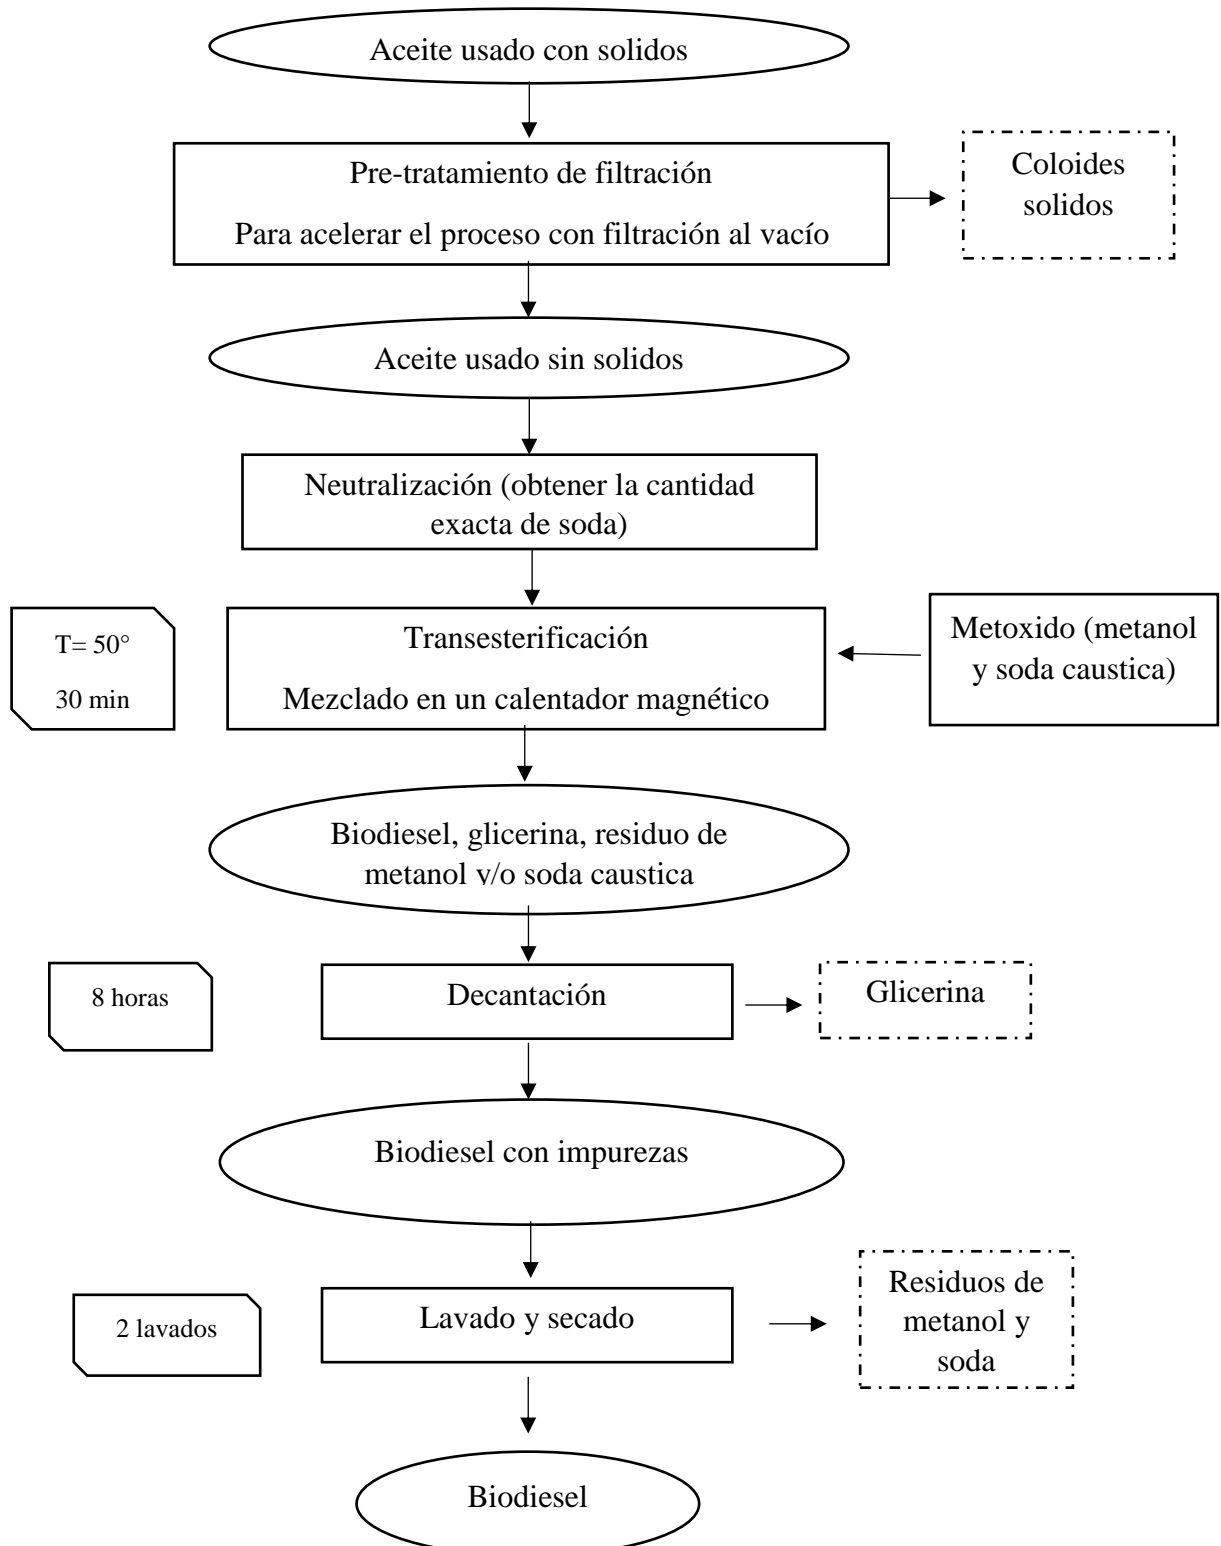 Aceite usado con solidos
Pre-tratamiento de filtración
Para acelerar el proceso con filtración al vacío
Coloides
solidos
Aceite usado sin solidos
Neutralización (obtener la cantidad
exacta de soda)
T= 50°
30 min
Transesterificación
Mezclado en un calentador magnético
Metoxido (metanol
y soda caustica)
Biodiesel, glicerina, residuo de
metanol v/o soda caustica
8 horas
Decantación
Glicerina
Biodiesel con impurezas
2 lavados
Lavado y secado
Residuos de
metanol y
soda
Biodiesel